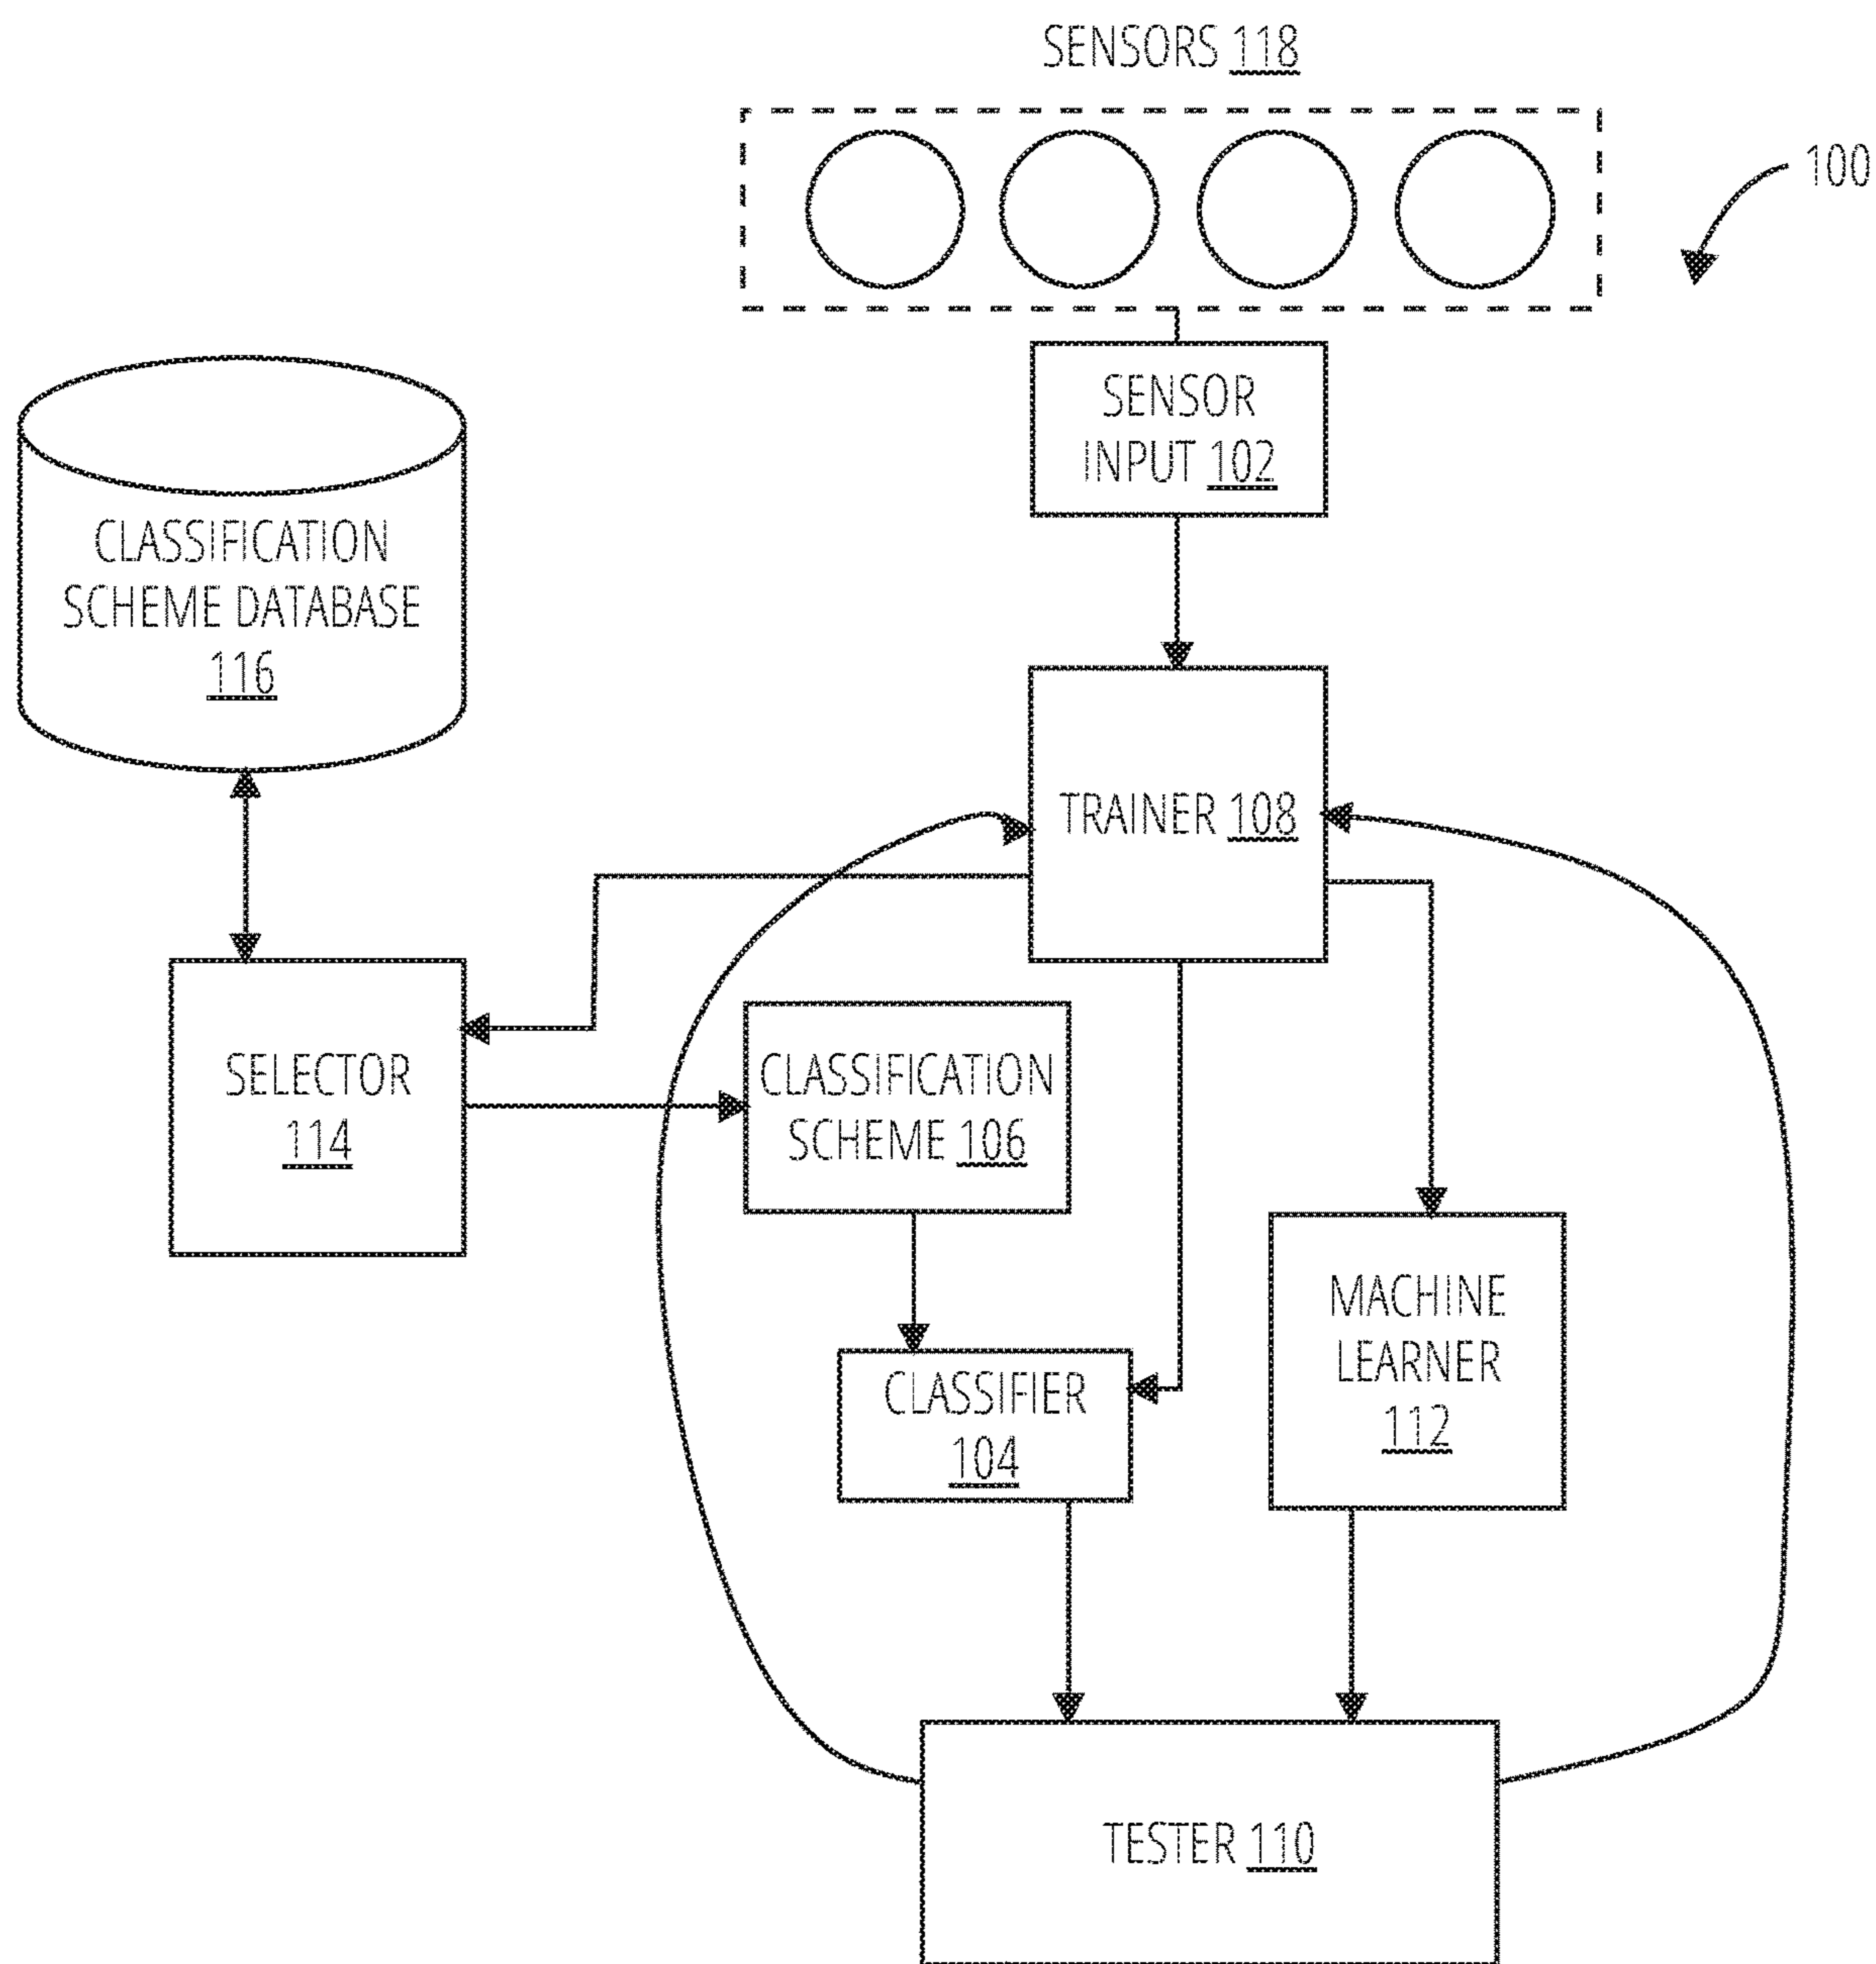 SENSORS 118
100
SENSOR
INPUT 102
CLASSIFICATION
SCHEME DATABASE
116
TRAINER 108
SELECTOR
114
CLASSIFICATION
SCHEME 106
MACHINE
LEARNER
112
CLASSIFIER
104
TESTER 110